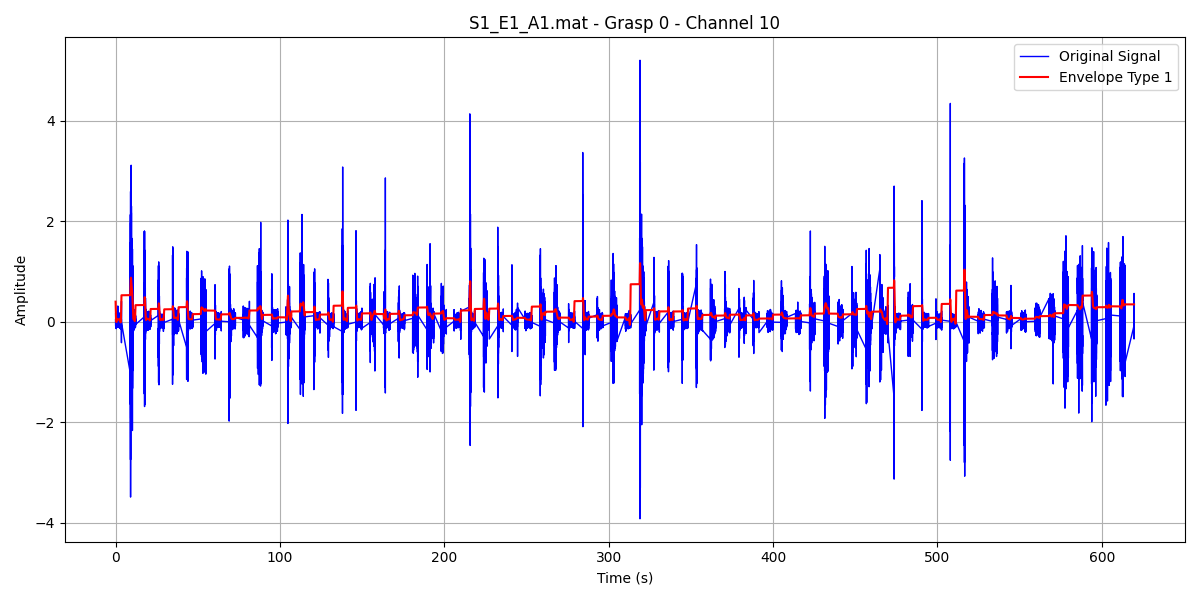 S1_E1_A1.mat - Grasp 0 - Channel 10
Original Signal
Envelope Type 1
Amplitude
4
2
0
−2
−4
0 100 200 300 400 500 600
Time (s)